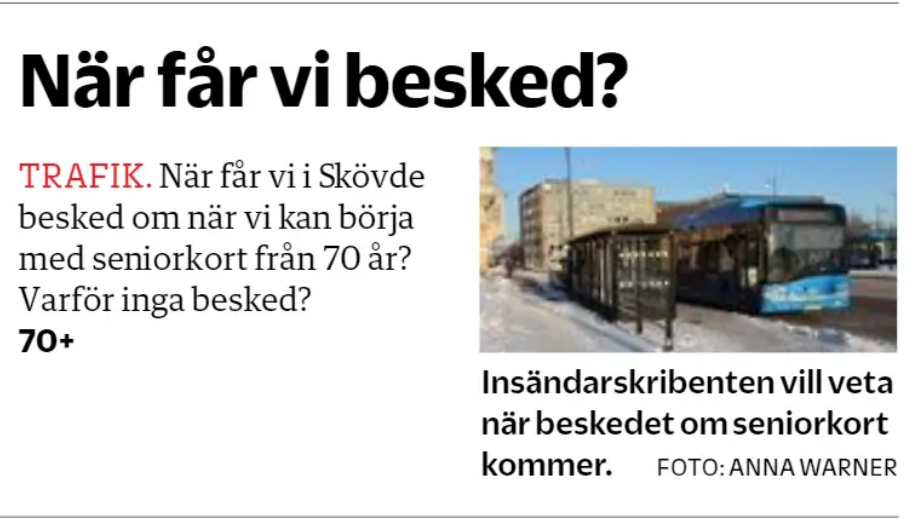 När får vi besked?
TRAFIK. När får vi i Skövde
besked om när vi kan börja
med seniorkort från 70 år?
Varför inga besked?
70+
Insändarskribenten vill veta
när beskedet om seniorkort
kommer. FOTO: ANNA WARNER